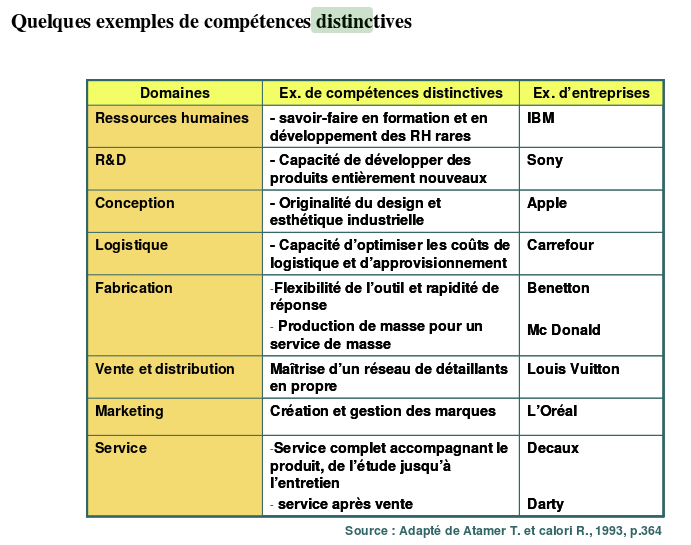 Quelques exemples de compétences distinctives
Domaines Ex. de compétences distinctives Ex. d’entreprises
Ressources humaines - savoir-faire en formation et en IBM
développement des RH rares
R&D - Capacité de développer des Sony
produits entièrement nouveaux
Conception - Originalité du design et Apple
esthétique industrielle
Logistique - Capacité d’optimiser les coûts de Carrefour
logistique et d’approvisionnement
Fabrication -Flexibilité de l’outil et rapidité de Benetton
réponse
- Production de masse pour un Mc Donald
service de masse
Vente et distribution Maîtrise d’un réseau de détaillants Louis Vuitton
en propre
Marketing Création et gestion des marques L’Oréal
Service -Service complet accompagnant le Decaux
produit, de l’étude jusqu’à
l’entretien
- service après vente Darty
Source : Adapté de Atamer T. et calori R., 1993, p.364